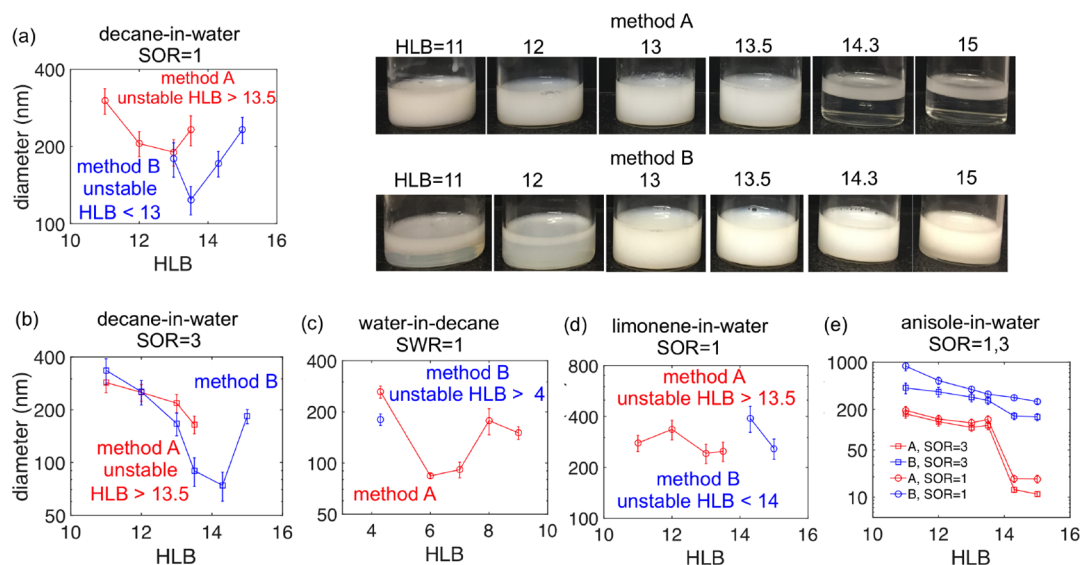 (a)
decane-in-water
SOR=1
method A
unstable HLB > 13.5
method B
unstable
HLB < 13
diameter (nm)
400
200
100
10
12
14
16
HLB
method A
HLB=11
12
13
13.5
14.3
15
method B
HLB=11
12
13
13.5
14.3
15
(b)
decane-in-water
SOR=3
method B
method A
unstable
HLB > 13.5
diameter (nm)
400
200
100
50
10
12
14
16
HLB
(c)
water-in-decane
SWR=1
method B
unstable HLB > 4
method A
400
200
100
50
4
6
8
10
HLB
(d)
limonene-in-water
SOR=1
method A
unstable HLB > 13.5
method B
unstable HLB < 14
800
400
200
100
10
12
14
16
HLB
(e)
anisole-in-water
SOR=1,3
1000
200
50
10
A, SOR=3
B, SOR=3
A, SOR=1
B, SOR=1
10
12
14
16
HLB